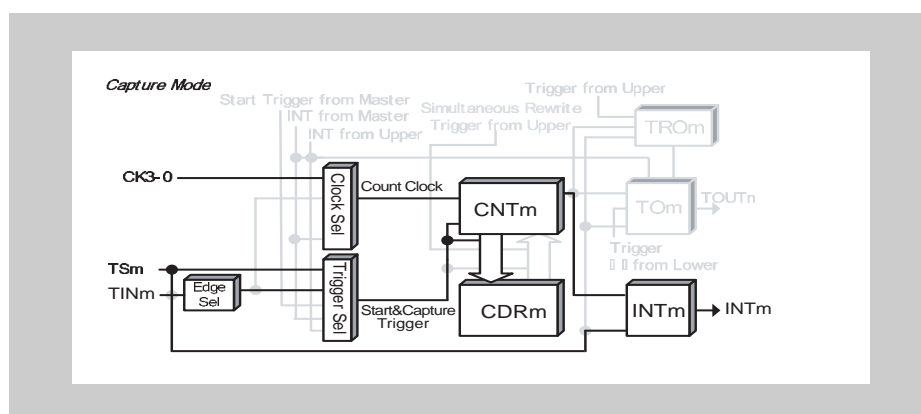 Capture Mode
Trigger from Upper
Start Trigger from Master
INT from Master
INT from Upper
Simultaneous Rewrite
Trigger from Upper
TROm
CK3-0
Clock Sel
Count Clock
CNTm
TOm
TOUTn
Trigger
from Lower
TSm
TINm
Edge
Sel
Trigger Sel
Start&Capture
Trigger
CDRm
INTm
INTm